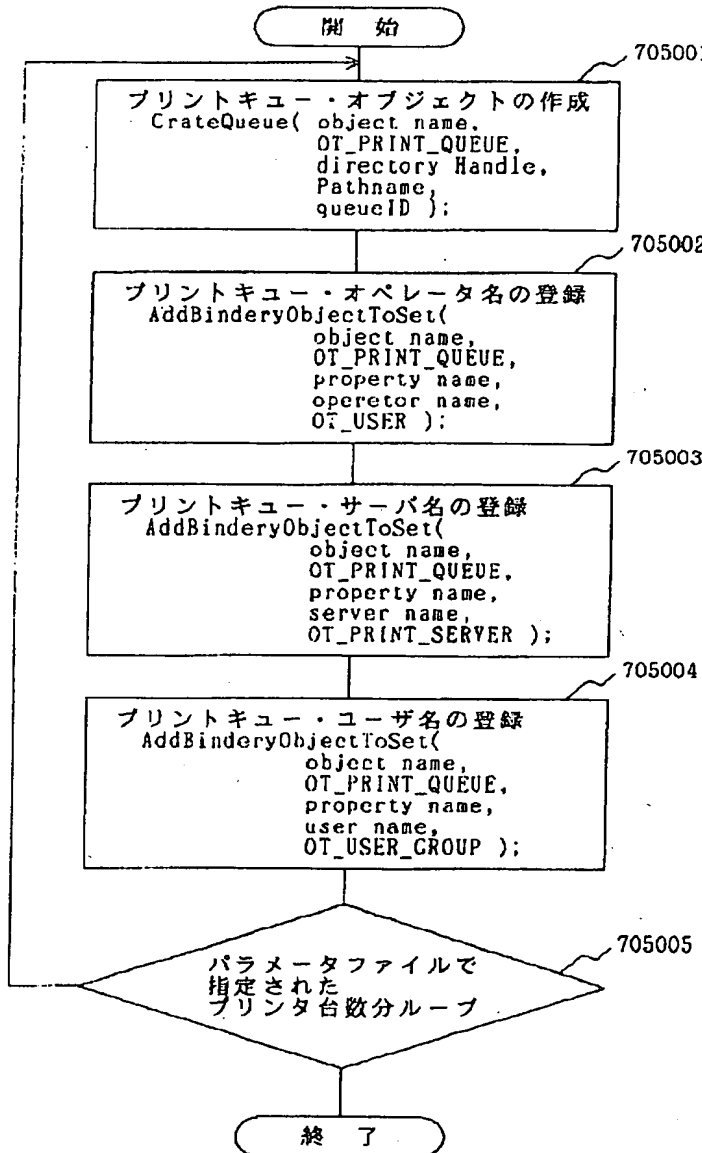 開始
705001
プリントキュー・オブジェクトの作成
CrateQueue( object name,
OT_PRINT_QUEUE,
directory Handle,
Pathname,
queueID );
705002
プリントキュー・オペレータ名の登録
AddBinderyObjectToSet(
object name,
OT_PRINT_QUEUE,
property name,
operetor name,
OT_USER );
705003
プリントキュー・サーバ名の登録
AddBinderyObjectToSet(
object name,
OT_PRINT_QUEUE,
property name,
server name,
OT_PRINT_SERVER );
705004
プリントキュー・ユーザ名の登録
AddBinderyObjectToSet(
object name,
OT_PRINT_QUEUE,
property name,
user name,
OT_USER_GROUP );
705005
パラメータファイルで
指定された
プリンタ台数分ループ
終了